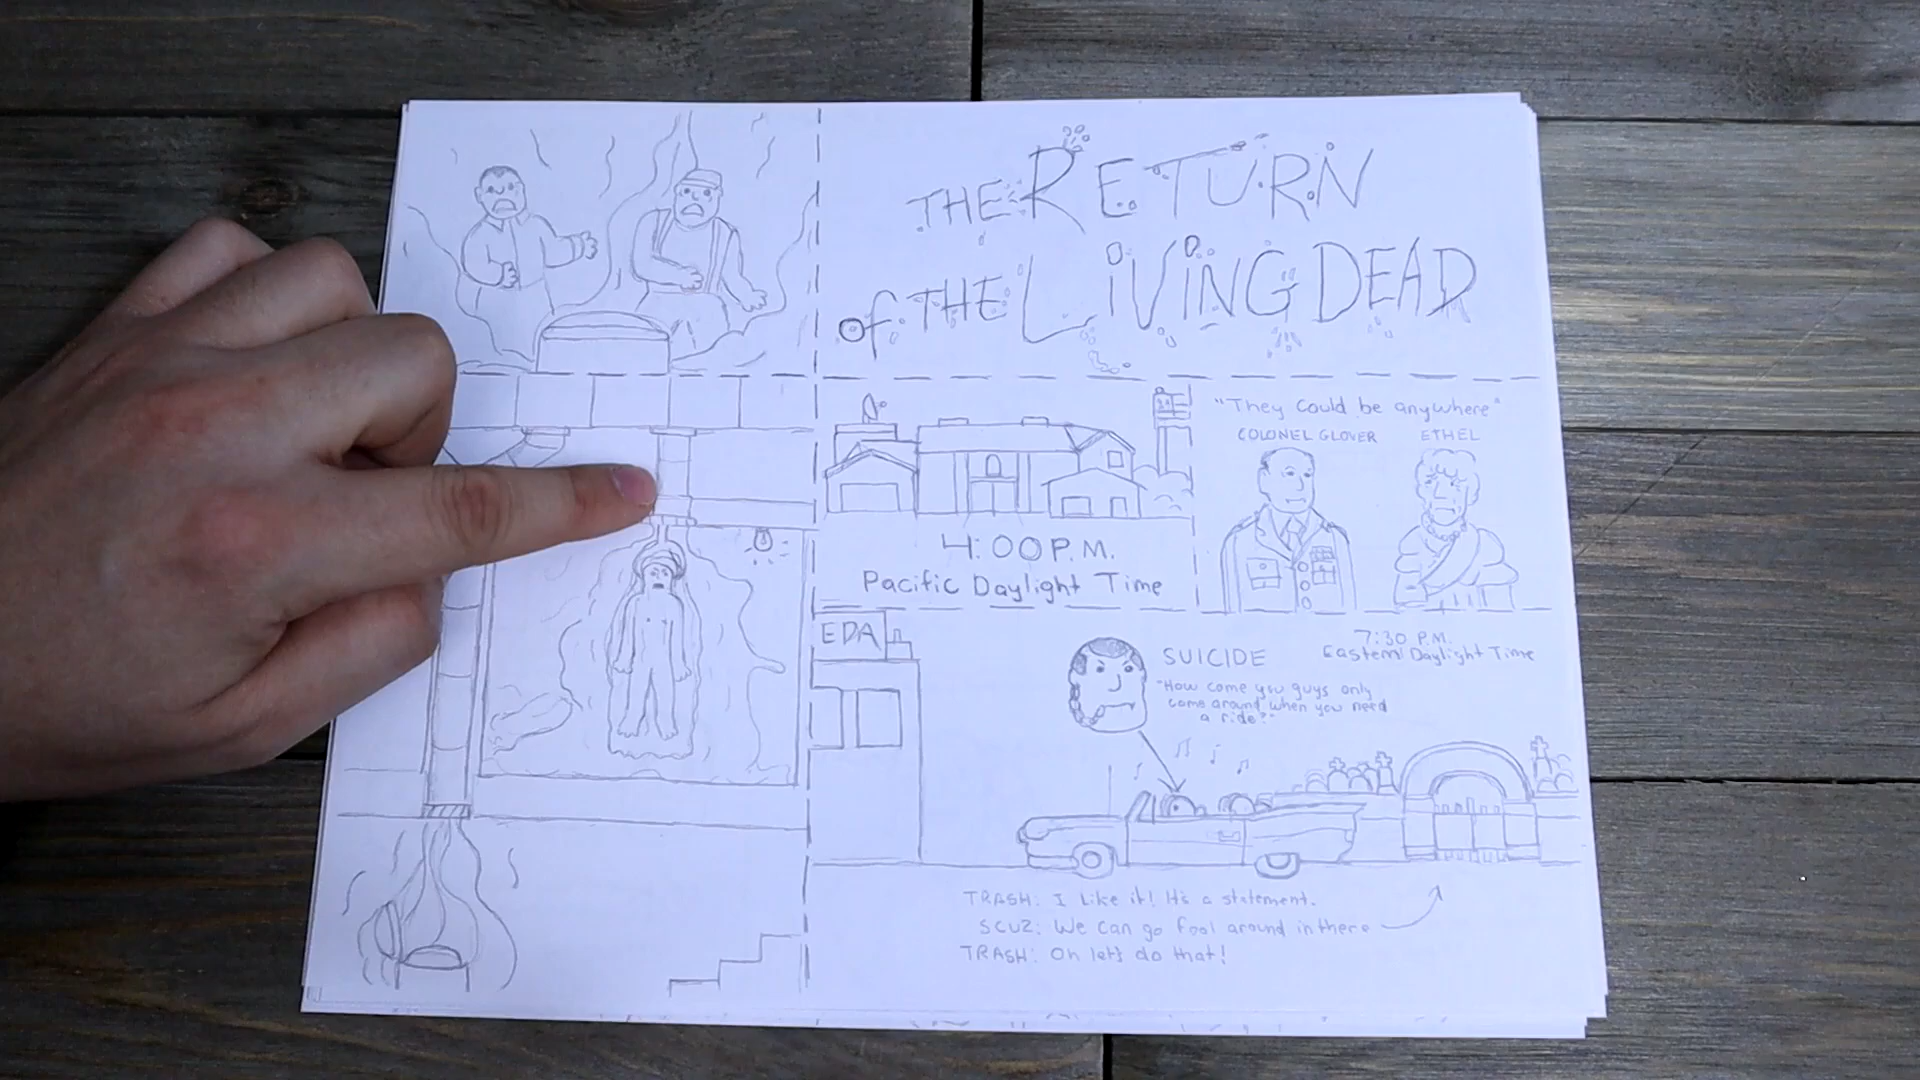 THE RETURN
of THE LiViNG DEAD
4:00 P.M.
Pacific Daylight Time
"They could be anywhere"
COLONEL GLOVER
ETHEL
EDA
SUICIDE
"How come you guys only
come around when you need
a ride?"
7:30 P.M.
Eastern Daylight Time
TRASH: I like it! It's a statement.
SCUZ: We can go fool around in there
TRASH: Oh let's do that!